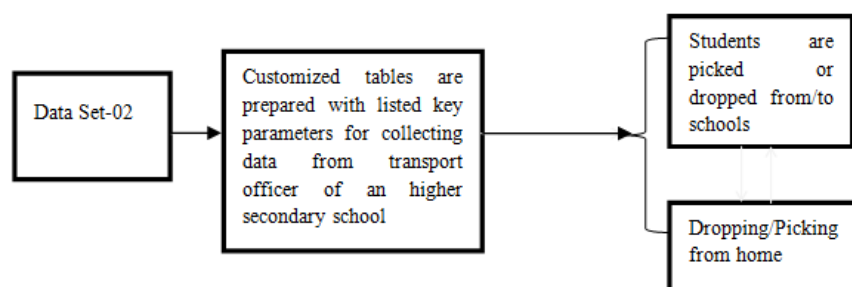 Data Set-02
Customized tables are
prepared with listed key
parameters for collecting
data from transport
officer of an higher
secondary school
Students are
picked or
dropped from/to
schools
Dropping/Picking
from home